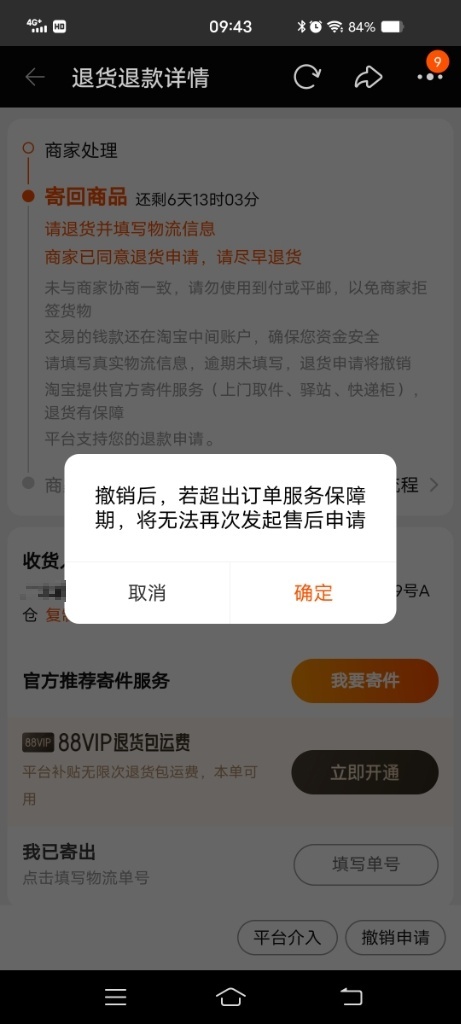 4G+ HD 09:43 84%
退货退款详情 9
商家处理
寄回商品 还剩6天13时03分
请退货并填写物流信息
商家已同意退货申请，请尽早退货
未与商家协商一致，请勿使用到付或平邮，以免商家拒
签货物
交易的钱款还在淘宝中间账户，确保您资金安全
请填写真实物流信息，逾期未填写，退货申请将撤销
淘宝提供官方寄件服务（上门取件、驿站、快递柜），
退货有保障
平台支持您的退款申请。
商 流程
撤销后，若超出订单服务保障
期，将无法再次发起售后申请
取消 确定
收货人
9号A
仓 复制
官方推荐寄件服务 我要寄件
88VIP 88VIP退货包运费
平台补贴无限次退货包运费，本单可
用
立即开通
我已寄出
点击填写物流单号
填写单号
平台介入 撤销申请